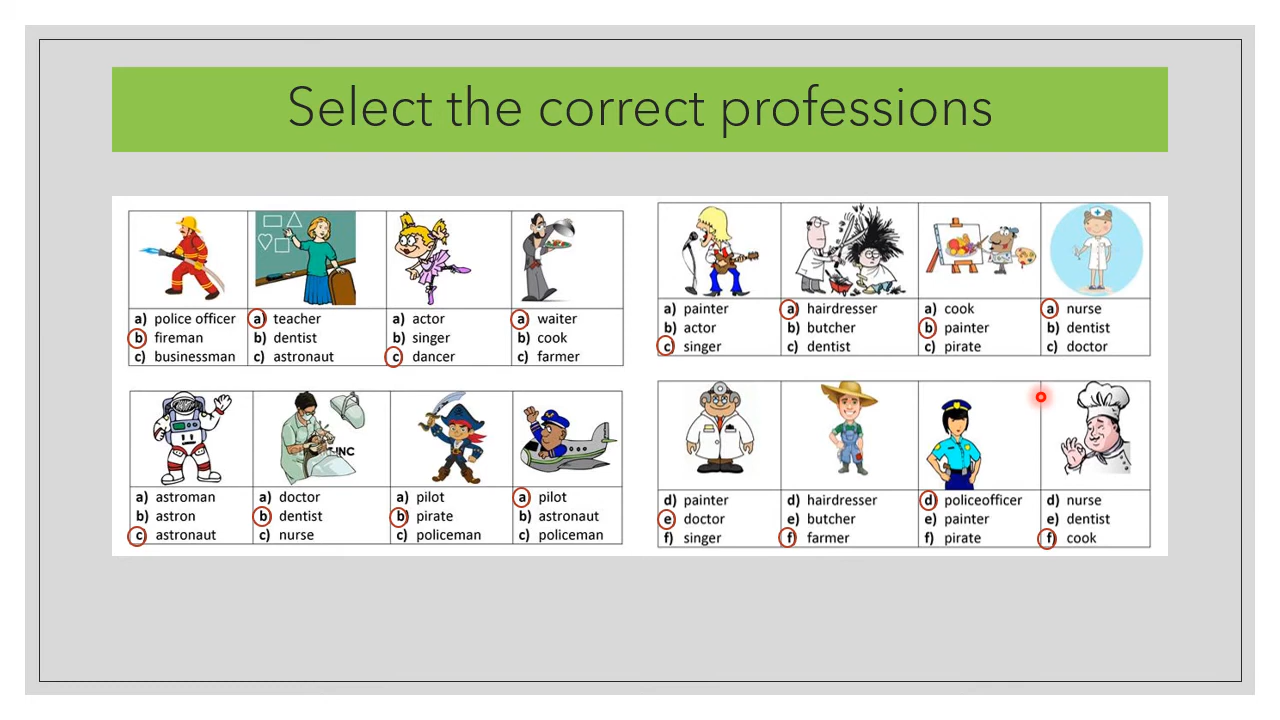 Select the correct professions
a) police officer
b) fireman
c) businessman
a) teacher
b) dentist
c) astronaut
a) actor
b) singer
c) dancer
a) waiter
b) cook
c) farmer
a) painter
b) actor
c) singer
a) hairdresser
b) butcher
c) dentist
a) cook
b) painter
c) pirate
a) nurse
b) dentist
c) doctor
INC
a) astroman
b) astron
c) astronaut
a) doctor
b) dentist
c) nurse
a) pilot
b) pirate
c) policeman
a) pilot
b) astronaut
c) policeman
d) painter
e) doctor
f) singer
d) hairdresser
e) butcher
f) farmer
d) policeofficer
e) painter
f) pirate
d) nurse
e) dentist
f) cook